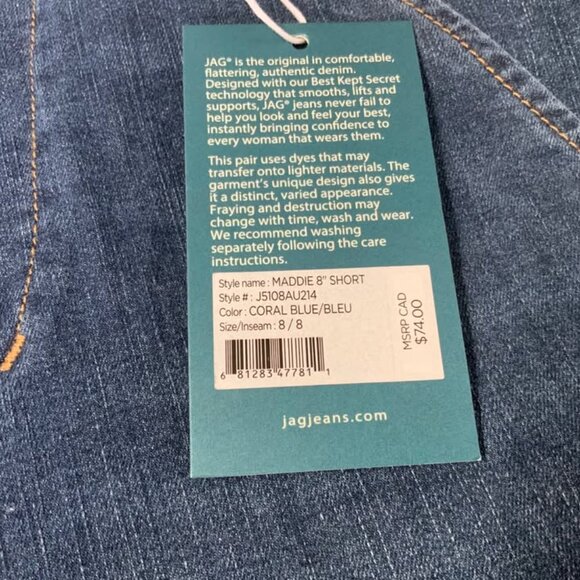 JAG® is the original in comfortable,
flattering, authentic denim.
Designed with our Best Kept Secret
technology that smooths, lifts and
supports, JAG® jeans never fail to
help you look and feel your best,
instantly bringing confidence to
every woman that wears them.
This pair uses dyes that may
transfer onto lighter materials. The
garment's unique design also gives
it a distinct, varied appearance.
Fraying and destruction may
change with time, wash and wear.
We recommend washing
separately following the care
instructions.
Style name : MADDIE 8" SHORT
Style # : J5108AU214
Color : CORAL BLUE/BLEU
Size/Inseam : 8 / 8
6 81283 47781 1
MSRP CAD
$74.00
jagjeans.com